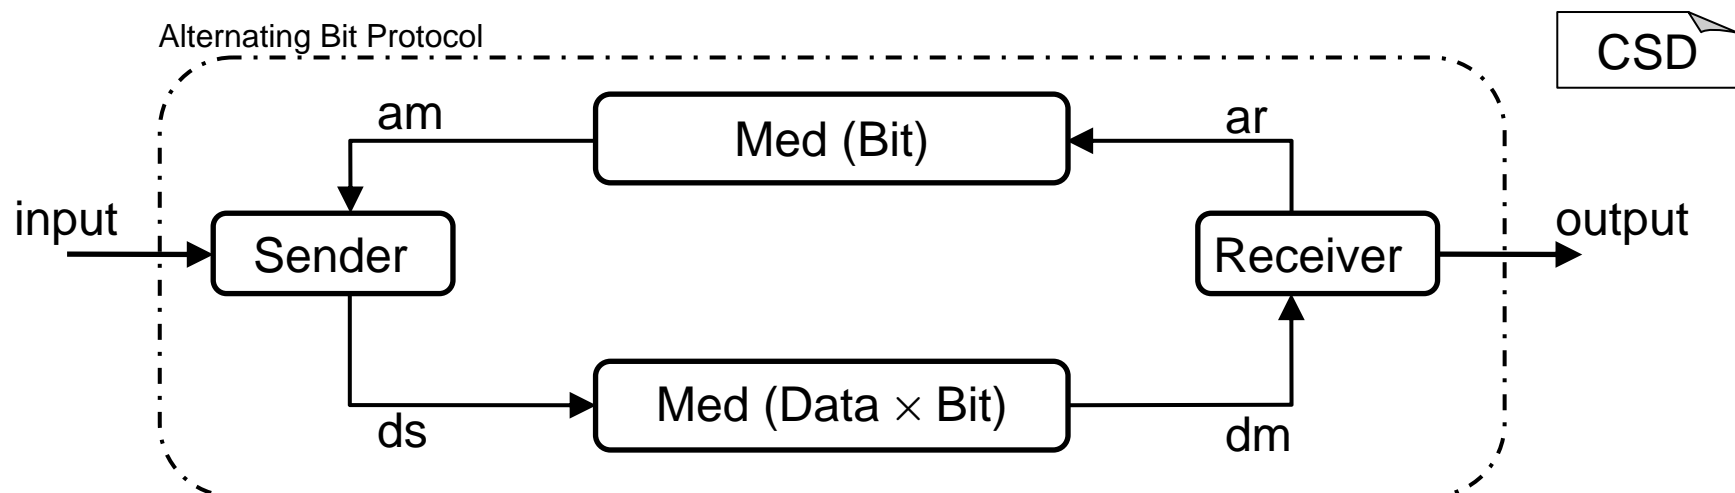 Alternating Bit Protocol
CSD
am
Med (Bit)
ar
input
Sender
Receiver
output
ds
Med (Data × Bit)
dm